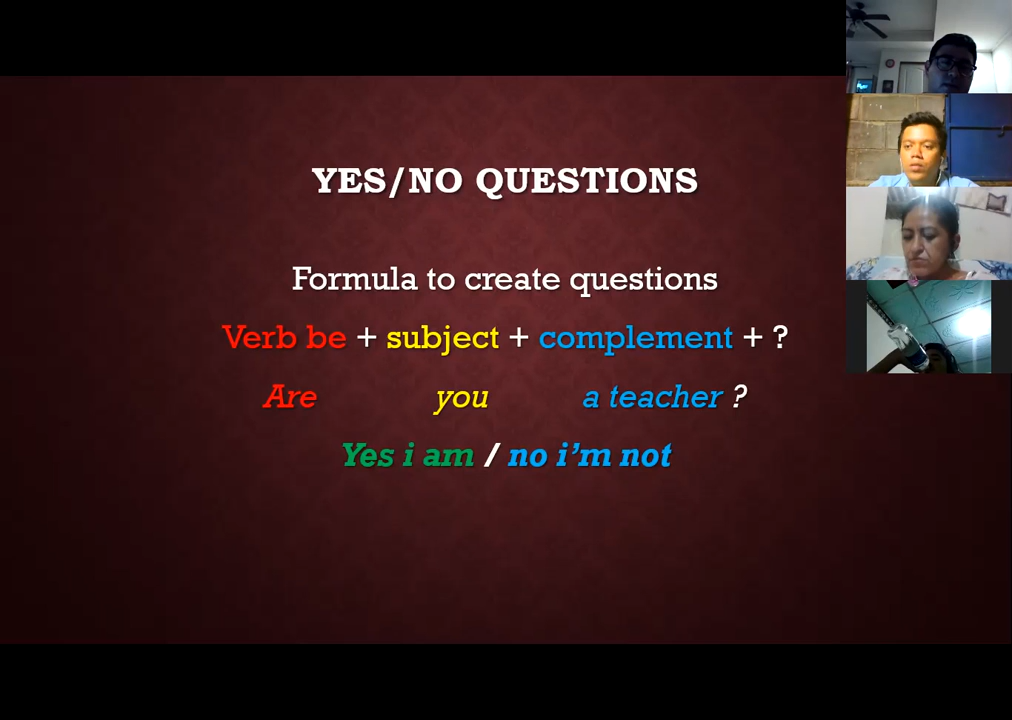 YES/NO QUESTIONS
Formula to create questions
Verb be + subject + complement + ?
Are you a teacher ?
Yes i am / no i’m not